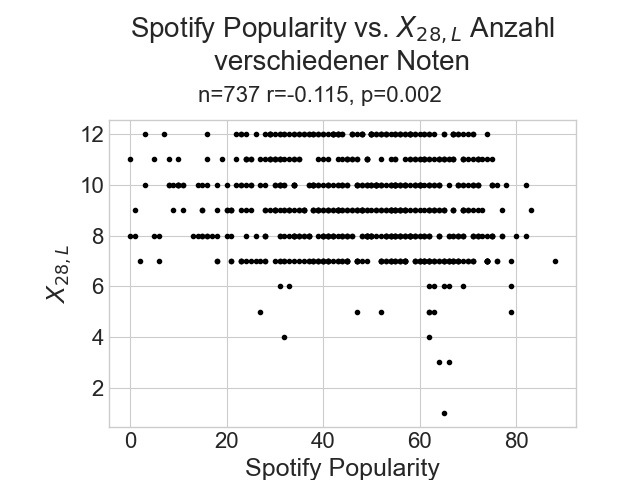 Spotify Popularity vs. X28, L Anzahl
verschiedener Noten
n=737 r=-0.115, p=0.002
12
10
8
6
4
2
X28, L
0 20 40 60 80
Spotify Popularity